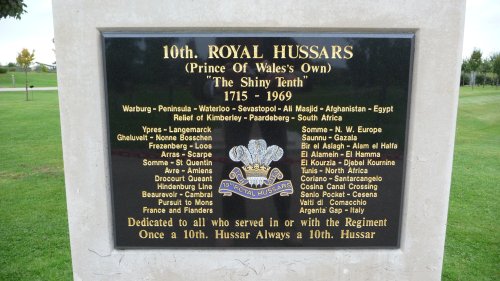 10th. ROYAL HUSSARS
(Prince Of Wales's Own)
"The Shiny Tenth"
1715 - 1969
Warburg - Peninsula - Waterloo - Sevastopol - Ali Masjid - Afghanistan - Egypt
Relief of Kimberley - Paardeberg - South Africa
Ypres - Langemarck
Gheluvelt - Nonne Bosschen
Frezenberg - Loos
Arras - Scarpe
Somme - St Quentin
Avre - Amiens
Drocourt Queant
Hindenburg Line
Beaurevoir - Cambrai
Pursuit to Mons
France and Flanders
Somme - N. W. Europe
Saunnu - Gazala
Bir el Aslagh - Alam el Halfa
El Alamein - El Hamma
El Kourzia - Djebel Kournine
Tunis - North Africa
Coriano - Santarcangelo
Cosina Canal Crossing
Senio Pocket - Cesena
Valli di Comacchio
Argenta Gap - Italy
10TH ROYAL HUSSARS
Dedicated to all who served in or with the Regiment
Once a 10th. Hussar Always a 10th. Hussar